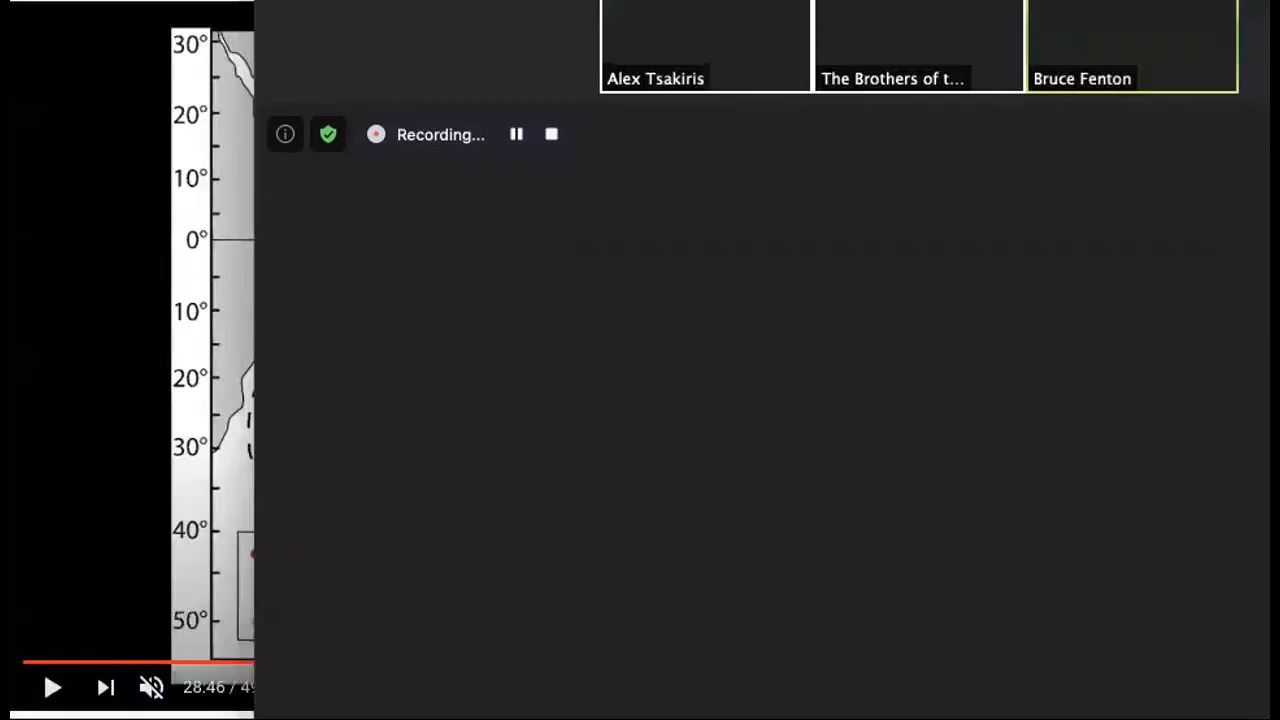 Alex Tsakiris
The Brothers of t...
Bruce Fenton
Recording...
30°
20°
10°
0°
10°
20°
30°
40°
50°
28:46 / 49